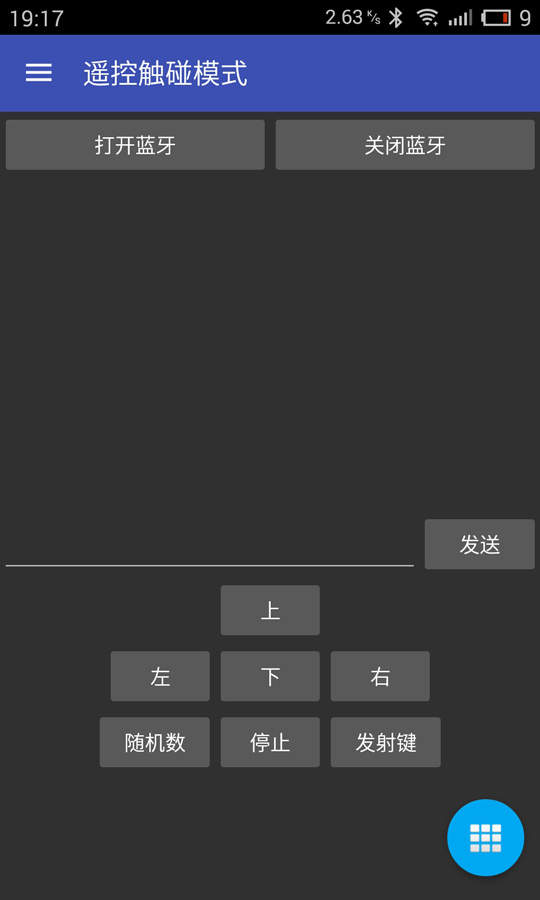 19:17 2.63 K/s 9
遥控触碰模式
打开蓝牙 关闭蓝牙
发送
上
左 下 右
随机数 停止 发射键